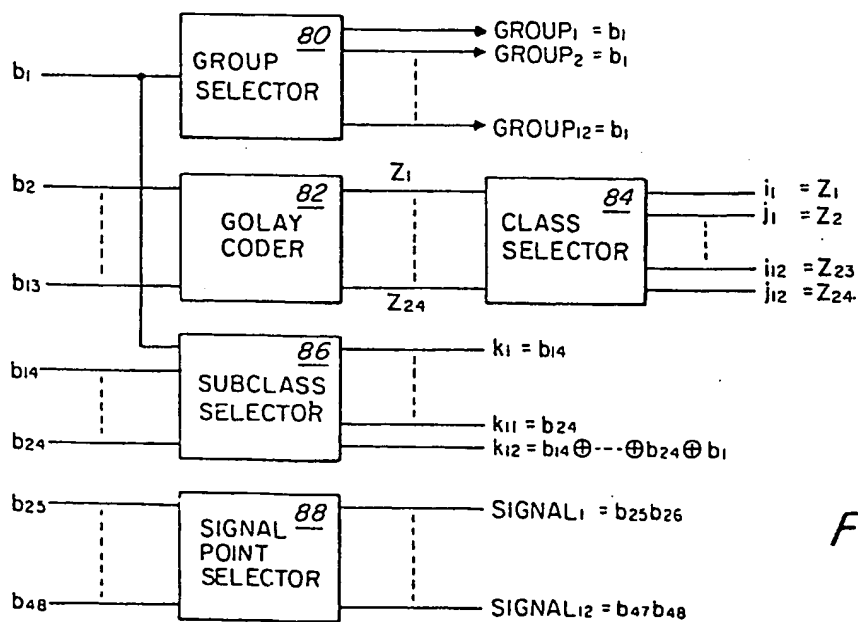 b1
80
GROUP
SELECTOR
GROUP1 = b1
GROUP2 = b1
GROUP12 = b1
b2
b13
82
GOLAY
CODER
Z1
Z24
84
CLASS
SELECTOR
i1 = Z1
j1 = Z2
i12 = Z23
j12 = Z24.
b14
b24
86
SUBCLASS
SELECTOR
k1 = b14
k11 = b24
k12 = b14 ⊕ ---- ⊕ b24 ⊕ b1
b25
b48
88
SIGNAL
POINT
SELECTOR
SIGNAL1 = b25b26
SIGNAL12 = b47b48
F